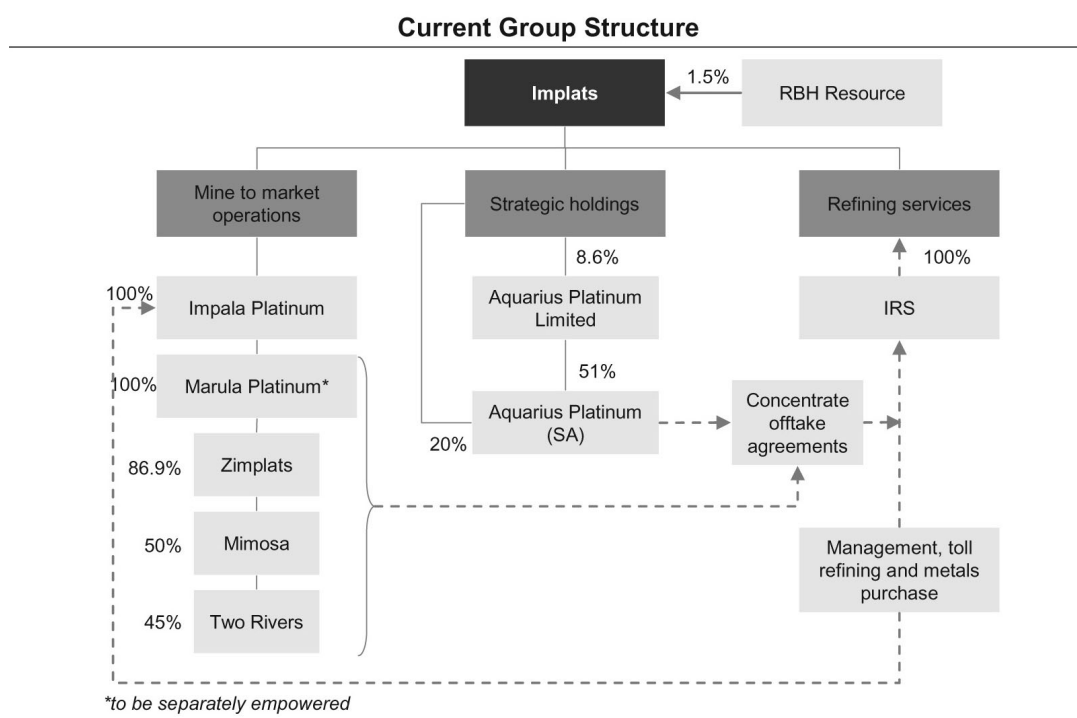 Current Group Structure
Implats
1.5%
RBH Resource
Mine to market
operations
Strategic holdings
Refining services
8.6%
100%
100%
Impala Platinum
Aquarius Platinum
Limited
IRS
100%
Marula Platinum*
51%
Aquarius Platinum
(SA)
20%
Concentrate
offtake
agreements
86.9%
Zimplats
50%
Mimosa
Management, toll
refining and metals
purchase
45%
Two Rivers
*to be separately empowered